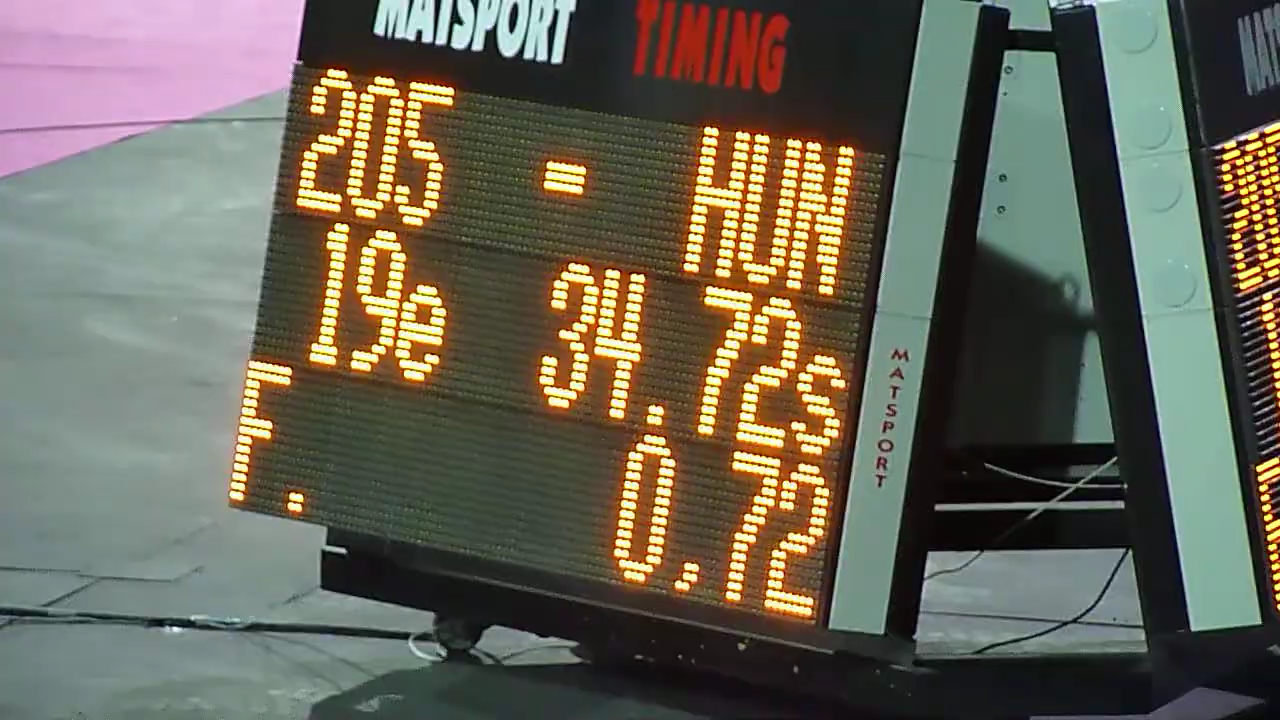 MATSPORT TIMING
205 - HUN
19e 34.72s
F. 0.72
MATSPORT